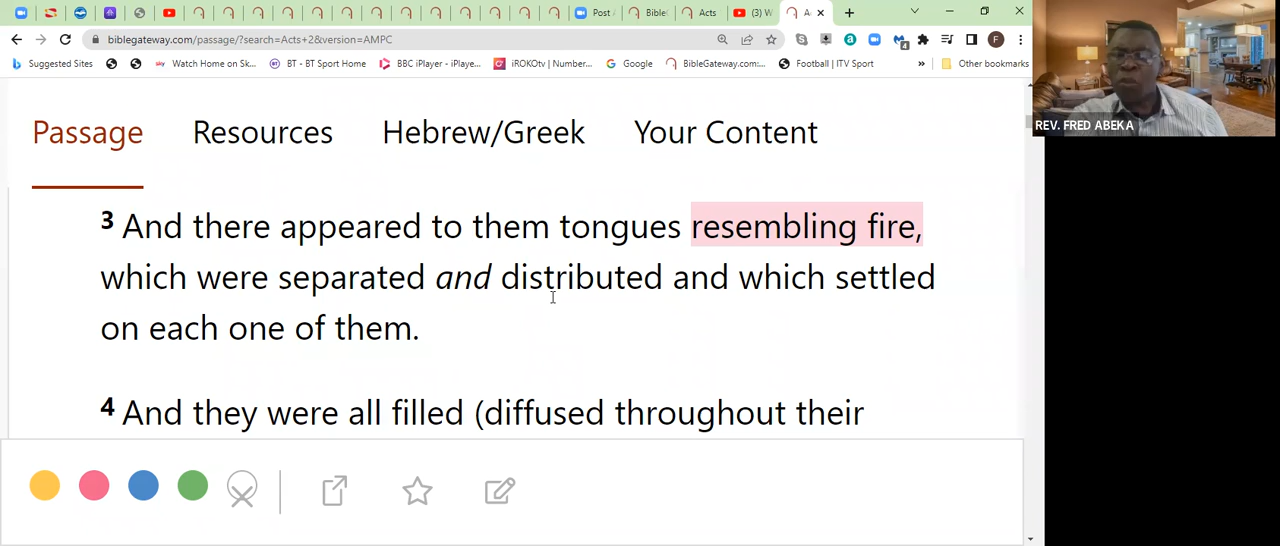 Post
Bible
Acts
(3) W
A
biblegateway.com/passage/?search=Acts+2&version=AMPC
4
F
Suggested Sites
Watch Home on Sk...
BT - BT Sport Home
BBC iPlayer - iPlaye...
iROKOtv | Number...
Google
BibleGateway.com:...
Football | ITV Sport
»
Other bookmarks
REV. FRED ABEKA
Passage Resources Hebrew/Greek Your Content
3 And there appeared to them tongues resembling fire,
which were separated and distributed and which settled
on each one of them.
4 And they were all filled (diffused throughout their